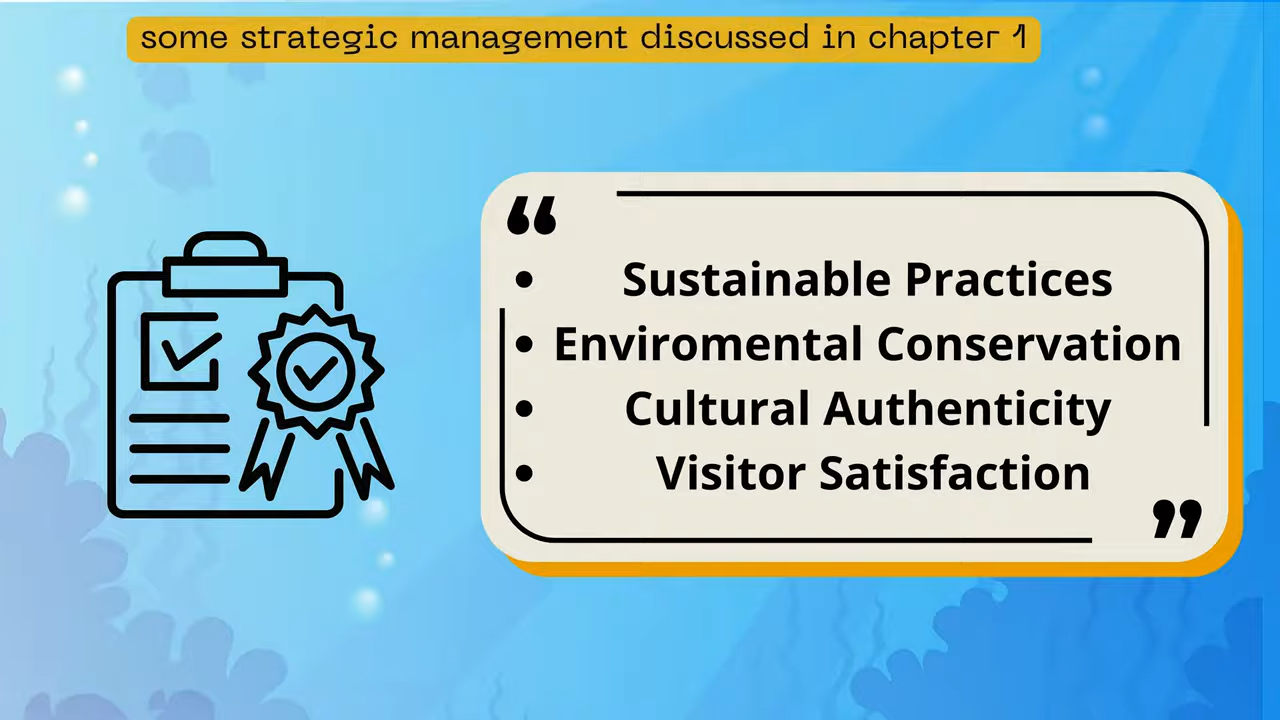 some strategic management discussed in chapter 1
“
• Sustainable Practices
• Enviromental Conservation
• Cultural Authenticity
• Visitor Satisfaction
”